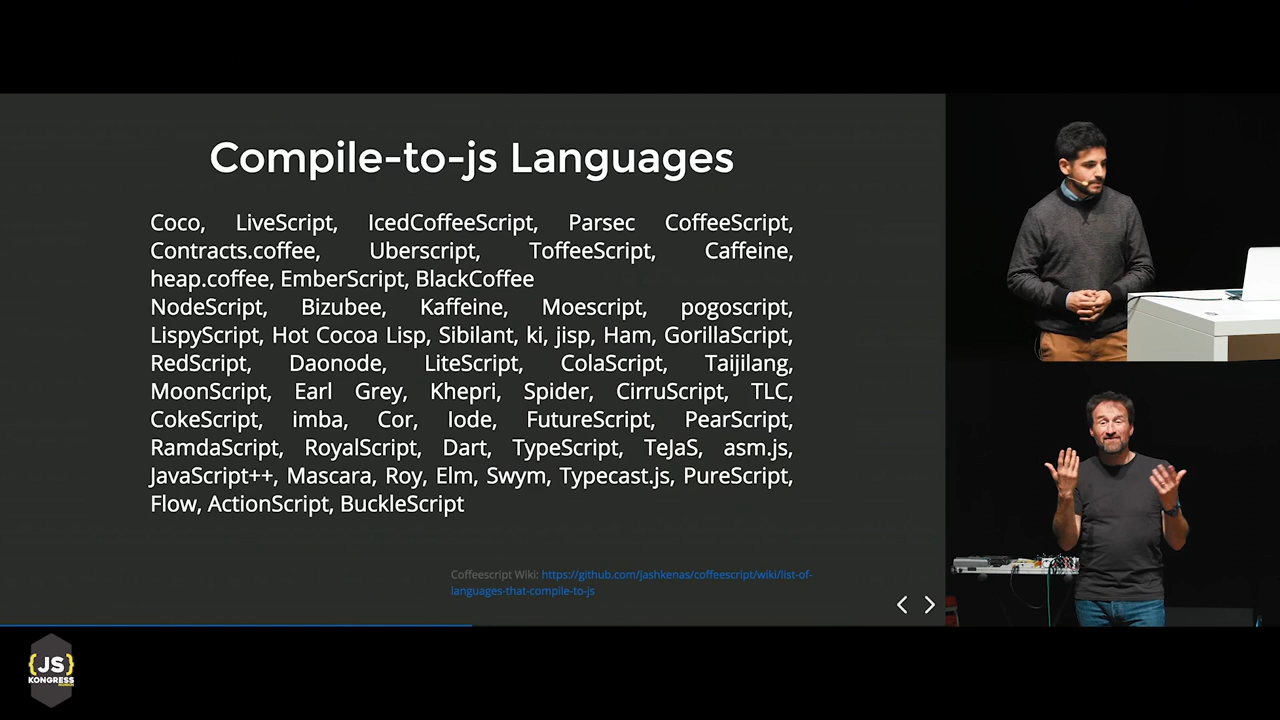 Compile-to-js Languages
Coco, LiveScript, IcedCoffeeScript, Parsec CoffeeScript,
Contracts.coffee, Uberscript, ToffeeScript, Caffeine,
heap.coffee, EmberScript, BlackCoffee
NodeScript, Bizubee, Kaffeine, Moescript, pogoscript,
LispyScript, Hot Cocoa Lisp, Sibilant, ki, jisp, Ham, GorillaScript,
RedScript, Daonode, LiteScript, ColaScript, Taijilang,
MoonScript, Earl Grey, Khepri, Spider, CirruScript, TLC,
CokeScript, imba, Cor, Iode, FutureScript, PearScript,
RamdaScript, RoyalScript, Dart, TypeScript, TeJaS, asm.js,
JavaScript++, Mascara, Roy, Elm, Swym, Typecast.js, PureScript,
Flow, ActionScript, BuckleScript
Coffeescript Wiki: https://github.com/jashkenas/coffeescript/wiki/list-of-
languages-that-compile-to-js
{JS}
KONGRESS